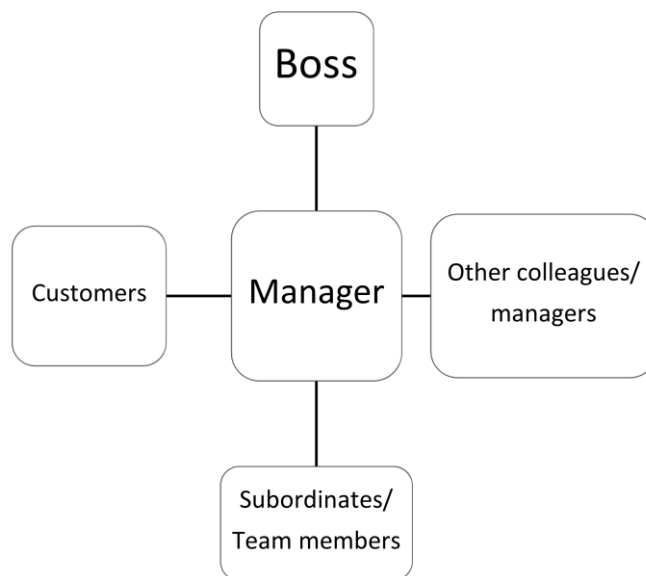 Boss
Customers
Manager
Other colleagues/
managers
Subordinates/
Team members